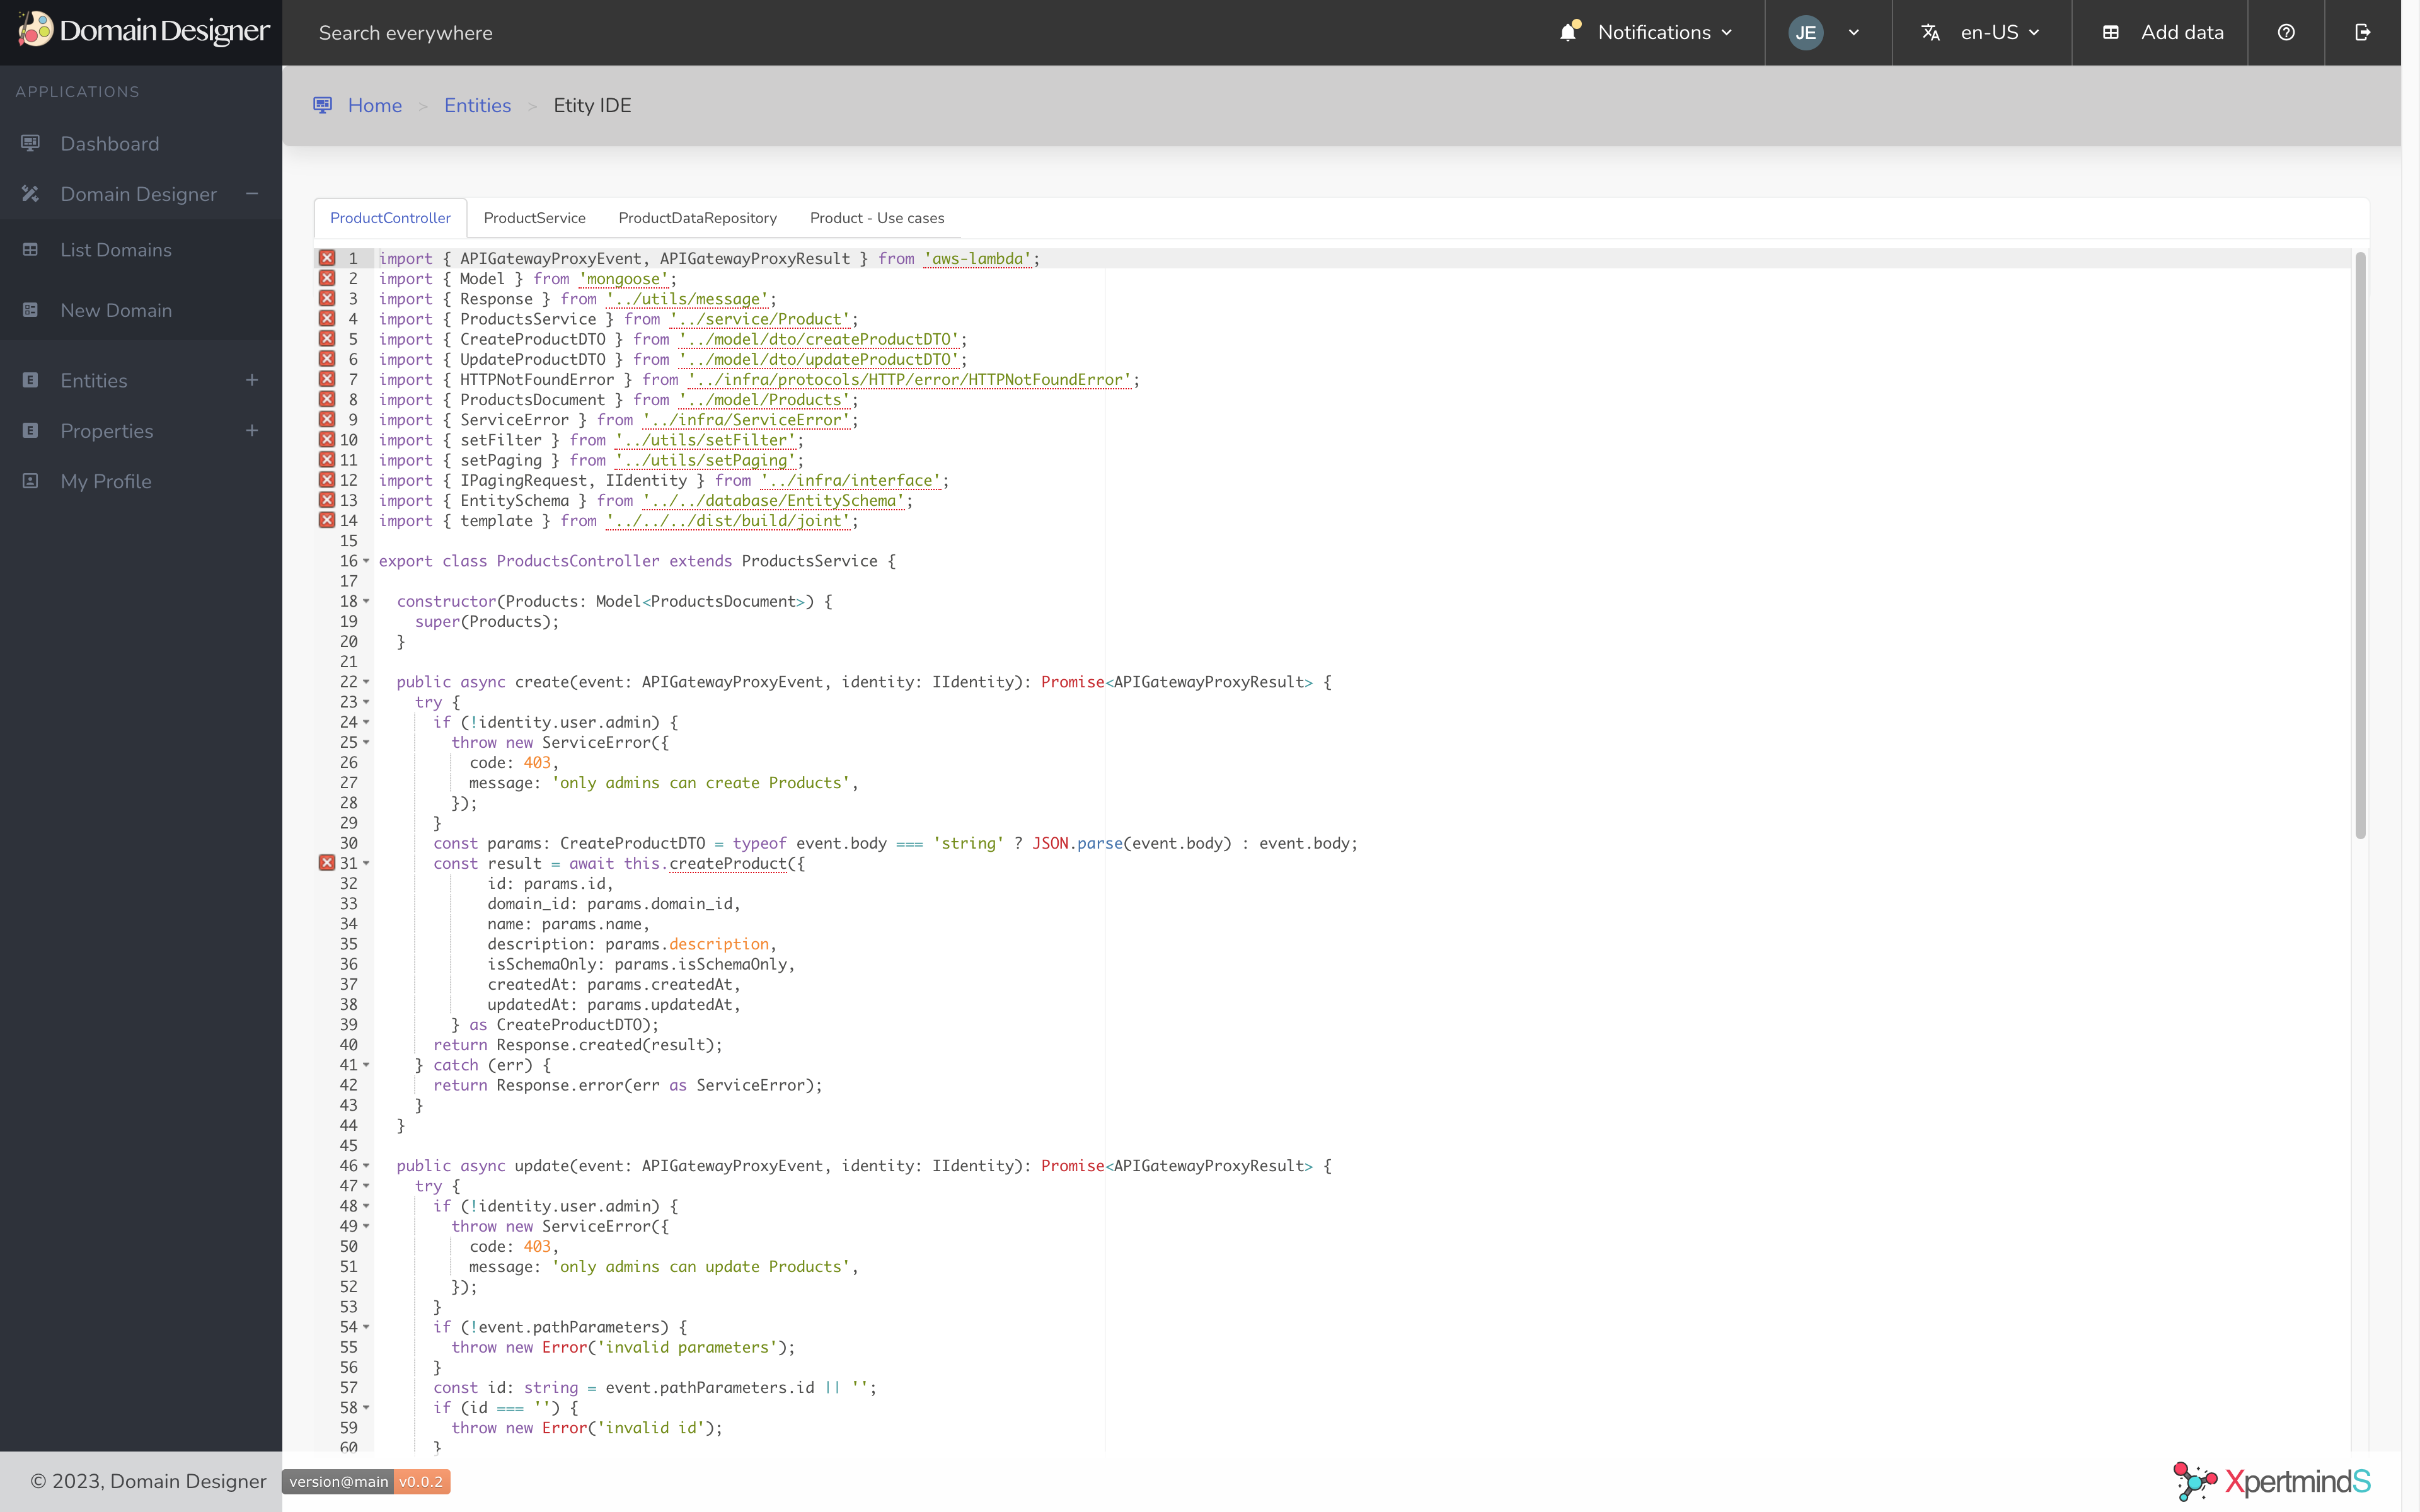 Domain Designer
Search everywhere
Notifications
JE
en-US
Add data
APPLICATIONS
Dashboard
Domain Designer
List Domains
New Domain
Entities
Properties
My Profile
Home > Entities > Etity IDE
ProductController ProductService ProductDataRepository Product - Use cases
1 import { APIGatewayProxyEvent, APIGatewayProxyResult } from 'aws-lambda';
2 import { Model } from 'mongoose';
3 import { Response } from '../utils/message';
4 import { ProductsService } from '../service/Product';
5 import { CreateProductDTO } from '../model/dto/createProductDTO';
6 import { UpdateProductDTO } from '../model/dto/updateProductDTO';
7 import { HTTPNotFoundError } from '../infra/protocols/HTTP/error/HTTPNotFoundError';
8 import { ProductsDocument } from '../model/Products';
9 import { ServiceError } from '../infra/ServiceError';
10 import { setFilter } from '../utils/setFilter';
11 import { setPaging } from '../utils/setPaging';
12 import { IPagingRequest, IIdentity } from '../infra/interface';
13 import { EntitySchema } from '../../database/EntitySchema';
14 import { template } from '../../../dist/build/joint';
15
16 export class ProductsController extends ProductsService {
17
18 constructor(Products: Model<ProductsDocument>) {
19 super(Products);
20 }
21
22 public async create(event: APIGatewayProxyEvent, identity: IIdentity): Promise<APIGatewayProxyResult> {
23 try {
24 if (!identity.user.admin) {
25 throw new ServiceError({
26 code: 403,
27 message: 'only admins can create Products',
28 });
29 }
30 const params: CreateProductDTO = typeof event.body === 'string' ? JSON.parse(event.body) : event.body;
31 const result = await this.createProduct({
32 id: params.id,
33 domain_id: params.domain_id,
34 name: params.name,
35 description: params.description,
36 isSchemaOnly: params.isSchemaOnly,
37 createdAt: params.createdAt,
38 updatedAt: params.updatedAt,
39 } as CreateProductDTO);
40 return Response.created(result);
41 } catch (err) {
42 return Response.error(err as ServiceError);
43 }
44 }
45
46 public async update(event: APIGatewayProxyEvent, identity: IIdentity): Promise<APIGatewayProxyResult> {
47 try {
48 if (!identity.user.admin) {
49 throw new ServiceError({
50 code: 403,
51 message: 'only admins can update Products',
52 });
53 }
54 if (!event.pathParameters) {
55 throw new Error('invalid parameters');
56 }
57 const id: string = event.pathParameters.id || '';
58 if (id === '') {
59 throw new Error('invalid id');
60 }
© 2023, Domain Designer
version@main v0.0.2
XpertmindS